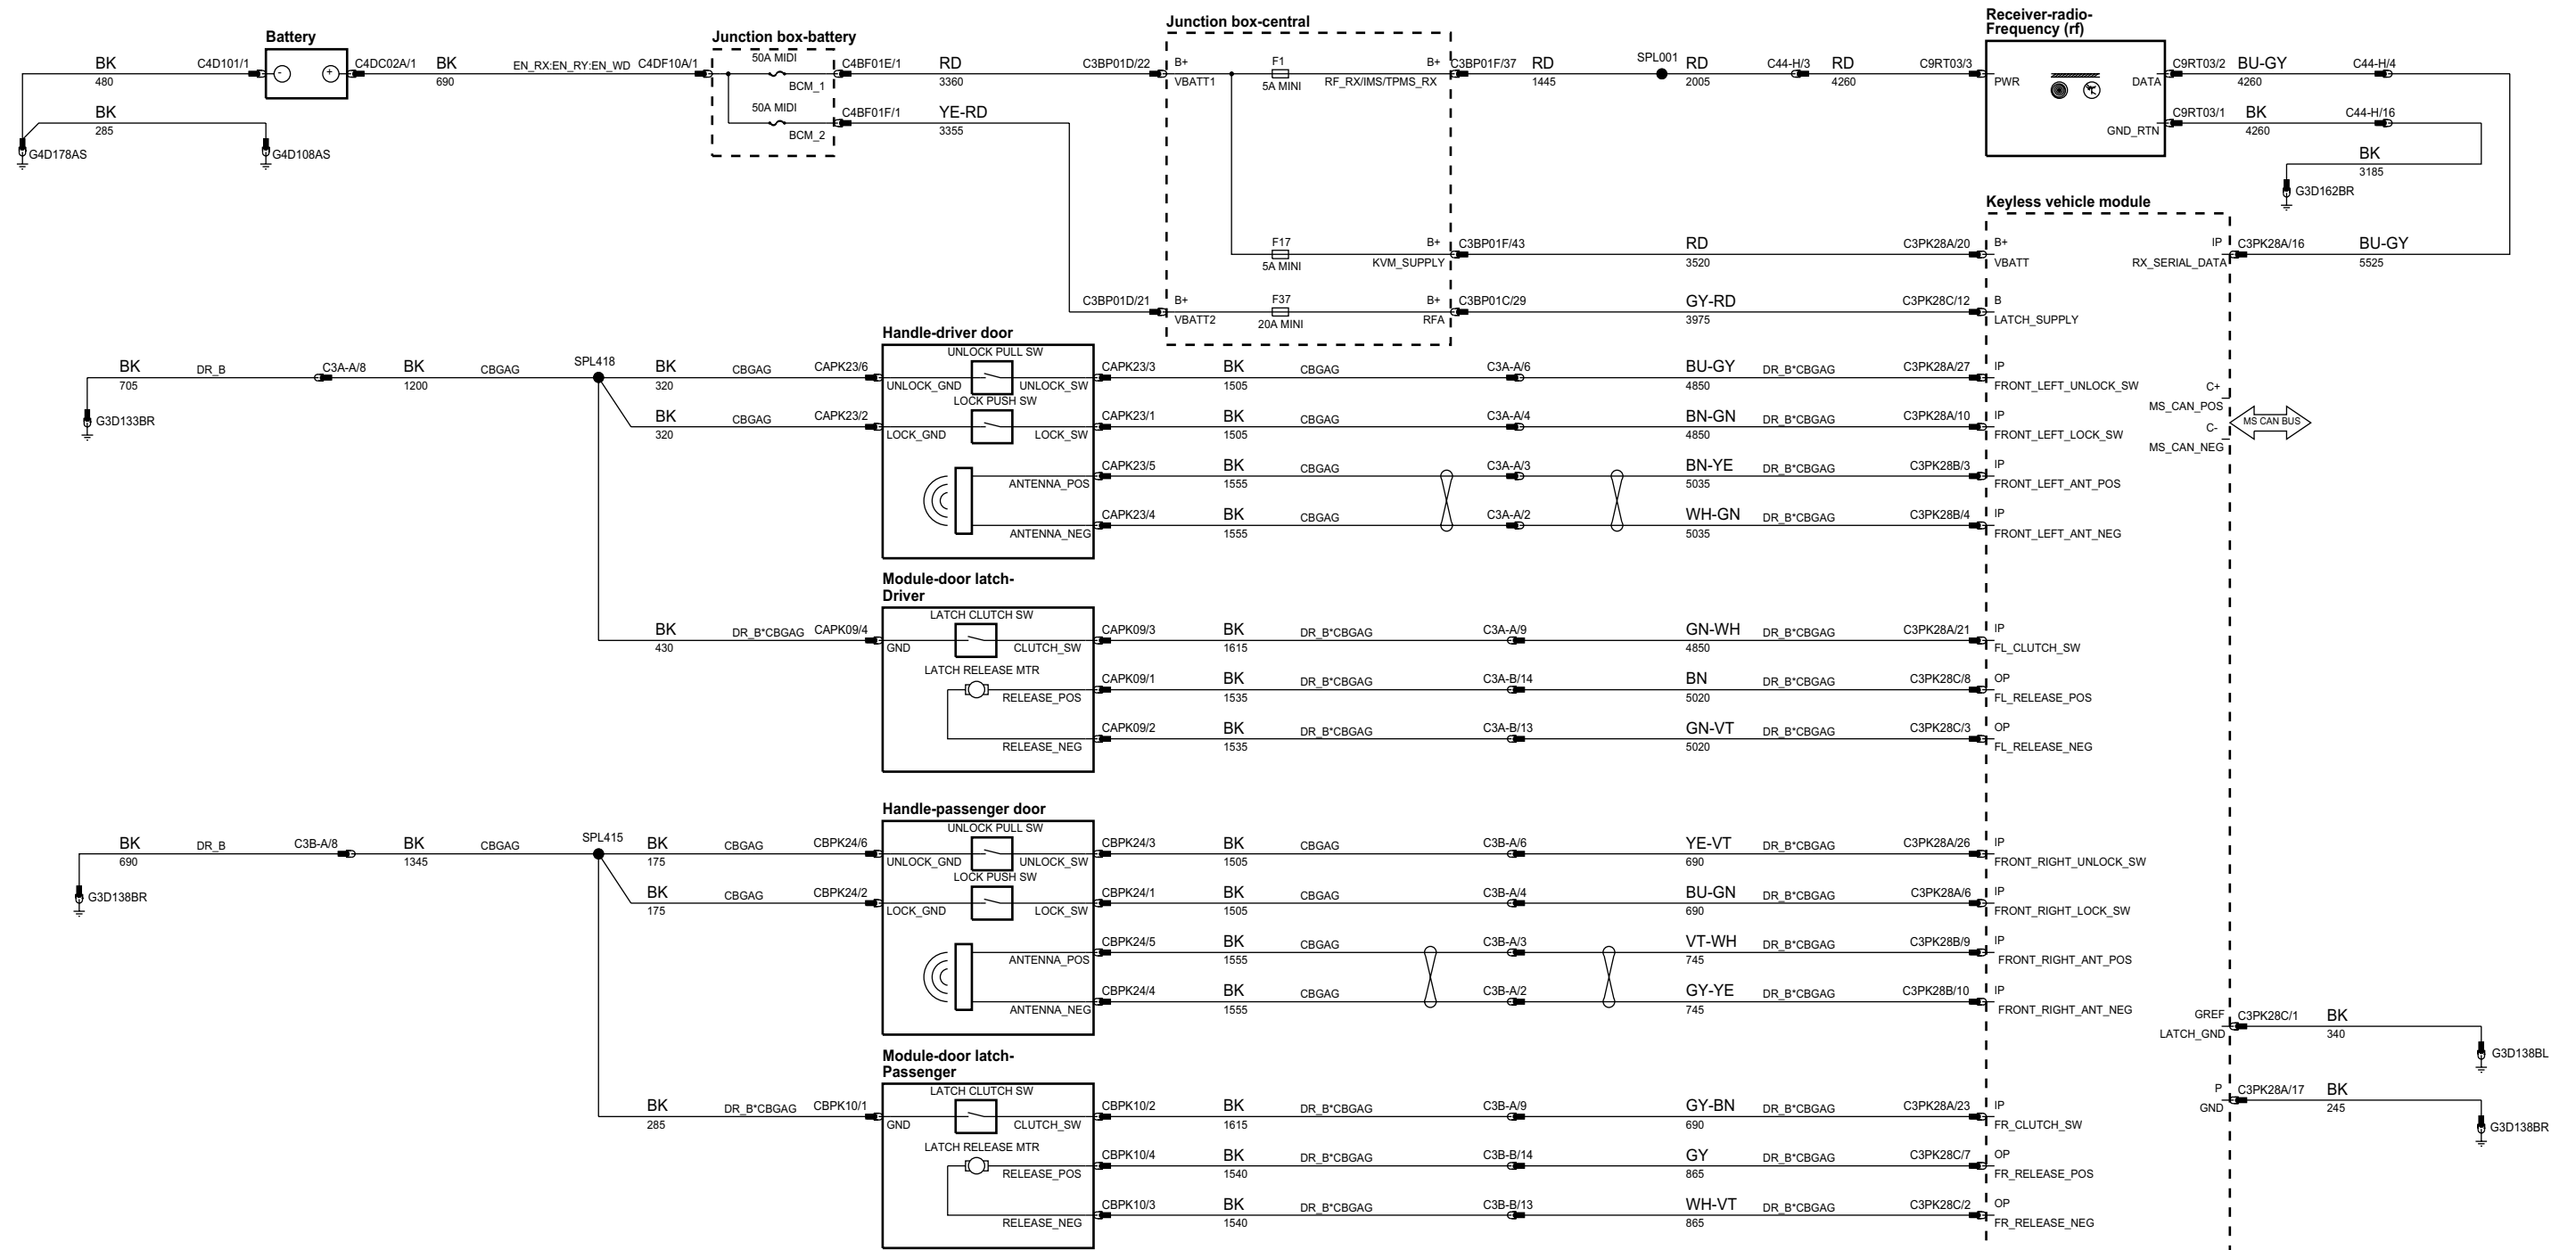 Battery
BK
480
C4D101/1
-
+
C4DC02A/1
BK
690
EN_RX:EN_RY:EN_WD
C4DF10A/1
BK
285
G4D178AS
G4D108AS
Junction box-battery
50A MIDI
BCM_1
C4BF01E/1
RD
3360
50A MIDI
BCM_2
C4BF01F/1
YE-RD
3355
Junction box-central
C3BP01D/22
B+
VBATT1
F1
5A MINI
B+
RF_RX/IMS/TPMS_RX
C3BP01F/37
RD
1445
SPL001
RD
2005
C44-H/3
RD
4260
C9RT03/3
F17
5A MINI
B+
KVM_SUPPLY
C3BP01F/43
RD
3520
C3PK28A/20
C3BP01D/21
B+
VBATT2
F37
20A MINI
B+
RFA
C3BP01C/29
GY-RD
3975
C3PK28C/12
Receiver-radio-
Frequency (rf)
PWR
DATA
GND_RTN
C9RT03/2
BU-GY
4260
C44-H/4
C9RT03/1
BK
4260
C44-H/16
BK
3185
G3D162BR
Keyless vehicle module
B+
VBATT
IP
RX_SERIAL_DATA
C3PK28A/16
BU-GY
5525
B
LATCH_SUPPLY
C+
MS_CAN_POS
C-
MS_CAN_NEG
MS CAN BUS
Handle-driver door
BK
705
DR_B
C3A-A/8
BK
1200
CBGAG
SPL418
BK
320
CBGAG
CAPK23/6
G3D133BR
UNLOCK PULL SW
UNLOCK_GND
UNLOCK_SW
CAPK23/3
BK
1505
CBGAG
C3A-A/6
BU-GY
4850
DR_B*CBGAG
C3PK28A/27
IP
FRONT_LEFT_UNLOCK_SW
BK
320
CBGAG
CAPK23/2
LOCK PUSH SW
LOCK_GND
LOCK_SW
CAPK23/1
BK
1505
CBGAG
C3A-A/4
BN-GN
4850
DR_B*CBGAG
C3PK28A/10
IP
FRONT_LEFT_LOCK_SW
ANTENNA_POS
CAPK23/5
BK
1555
CBGAG
C3A-A/3
BN-YE
5035
DR_B*CBGAG
C3PK28B/3
IP
FRONT_LEFT_ANT_POS
ANTENNA_NEG
CAPK23/4
BK
1555
CBGAG
C3A-A/2
WH-GN
5035
DR_B*CBGAG
C3PK28B/4
IP
FRONT_LEFT_ANT_NEG
Module-door latch-
Driver
BK
430
DR_B*CBGAG
CAPK09/4
LATCH CLUTCH SW
GND
CLUTCH_SW
CAPK09/3
BK
1615
DR_B*CBGAG
C3A-A/9
GN-WH
4850
DR_B*CBGAG
C3PK28A/21
IP
FL_CLUTCH_SW
LATCH RELEASE MTR
RELEASE_POS
CAPK09/1
BK
1535
DR_B*CBGAG
C3A-B/14
BN
5020
DR_B*CBGAG
C3PK28C/8
OP
FL_RELEASE_POS
RELEASE_NEG
CAPK09/2
BK
1535
DR_B*CBGAG
C3A-B/13
GN-VT
5020
DR_B*CBGAG
C3PK28C/3
OP
FL_RELEASE_NEG
Handle-passenger door
BK
690
DR_B
C3B-A/8
BK
1345
CBGAG
SPL415
BK
175
CBGAG
CBPK24/6
G3D138BR
UNLOCK PULL SW
UNLOCK_GND
UNLOCK_SW
CBPK24/3
BK
1505
CBGAG
C3B-A/6
YE-VT
690
DR_B*CBGAG
C3PK28A/26
IP
FRONT_RIGHT_UNLOCK_SW
BK
175
CBGAG
CBPK24/2
LOCK PUSH SW
LOCK_GND
LOCK_SW
CBPK24/1
BK
1505
CBGAG
C3B-A/4
BU-GN
690
DR_B*CBGAG
C3PK28A/6
IP
FRONT_RIGHT_LOCK_SW
ANTENNA_POS
CBPK24/5
BK
1555
CBGAG
C3B-A/3
VT-WH
745
DR_B*CBGAG
C3PK28B/9
IP
FRONT_RIGHT_ANT_POS
ANTENNA_NEG
CBPK24/4
BK
1555
CBGAG
C3B-A/2
GY-YE
745
DR_B*CBGAG
C3PK28B/10
IP
FRONT_RIGHT_ANT_NEG
GREF
LATCH_GND
C3PK28C/1
BK
340
G3D138BL
Module-door latch-
Passenger
BK
285
DR_B*CBGAG
CBPK10/1
LATCH CLUTCH SW
GND
CLUTCH_SW
CBPK10/2
BK
1615
DR_B*CBGAG
C3B-A/9
GY-BN
690
DR_B*CBGAG
C3PK28A/23
IP
FR_CLUTCH_SW
P
GND
C3PK28A/17
BK
245
G3D138BR
LATCH RELEASE MTR
RELEASE_POS
CBPK10/4
BK
1540
DR_B*CBGAG
C3B-B/14
GY
865
DR_B*CBGAG
C3PK28C/7
OP
FR_RELEASE_POS
RELEASE_NEG
CBPK10/3
BK
1540
DR_B*CBGAG
C3B-B/13
WH-VT
865
DR_B*CBGAG
C3PK28C/2
OP
FR_RELEASE_NEG